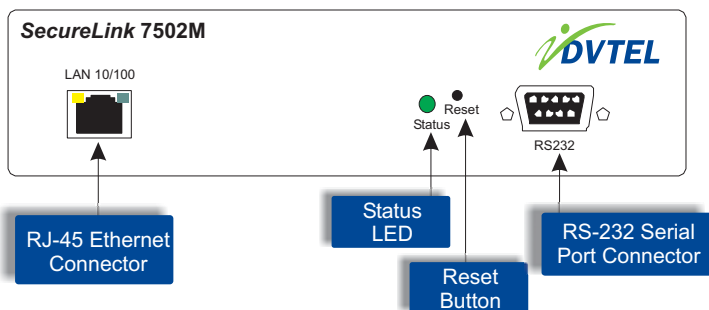 SecureLink 7502M
DVTEL
LAN 10/100
Reset
Status
RS232
RJ-45 Ethernet
Connector
Status
LED
Reset
Button
RS-232 Serial
Port Connector